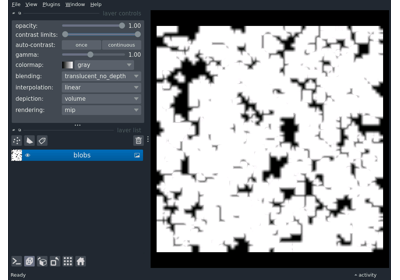 File View Plugins Window Help
layer controls
opacity: 1.00
contrast limits:
auto-contrast: once continuous
gamma: 1.00
colormap: gray
blending: translucent_no_depth
interpolation: linear
depiction: volume
rendering: mip
layer list
blobs
Ready activity